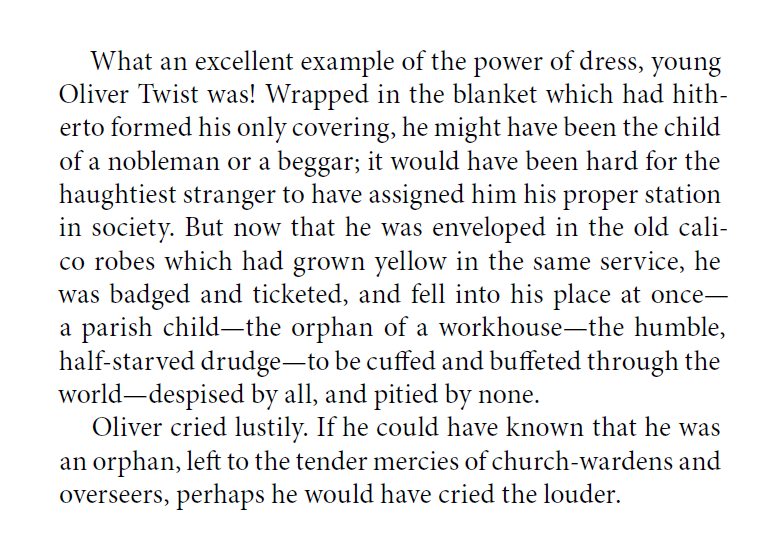 What an excellent example of the power of dress, young
Oliver Twist was! Wrapped in the blanket which had hith-
erto formed his only covering, he might have been the child
of a nobleman or a beggar; it would have been hard for the
haughtiest stranger to have assigned him his proper station
in society. But now that he was enveloped in the old cali-
co robes which had grown yellow in the same service, he
was badged and ticketed, and fell into his place at once—
a parish child—the orphan of a workhouse—the humble,
half-starved drudge—to be cuffed and buffeted through the
world—despised by all, and pitied by none.
Oliver cried lustily. If he could have known that he was
an orphan, left to the tender mercies of church-wardens and
overseers, perhaps he would have cried the louder.